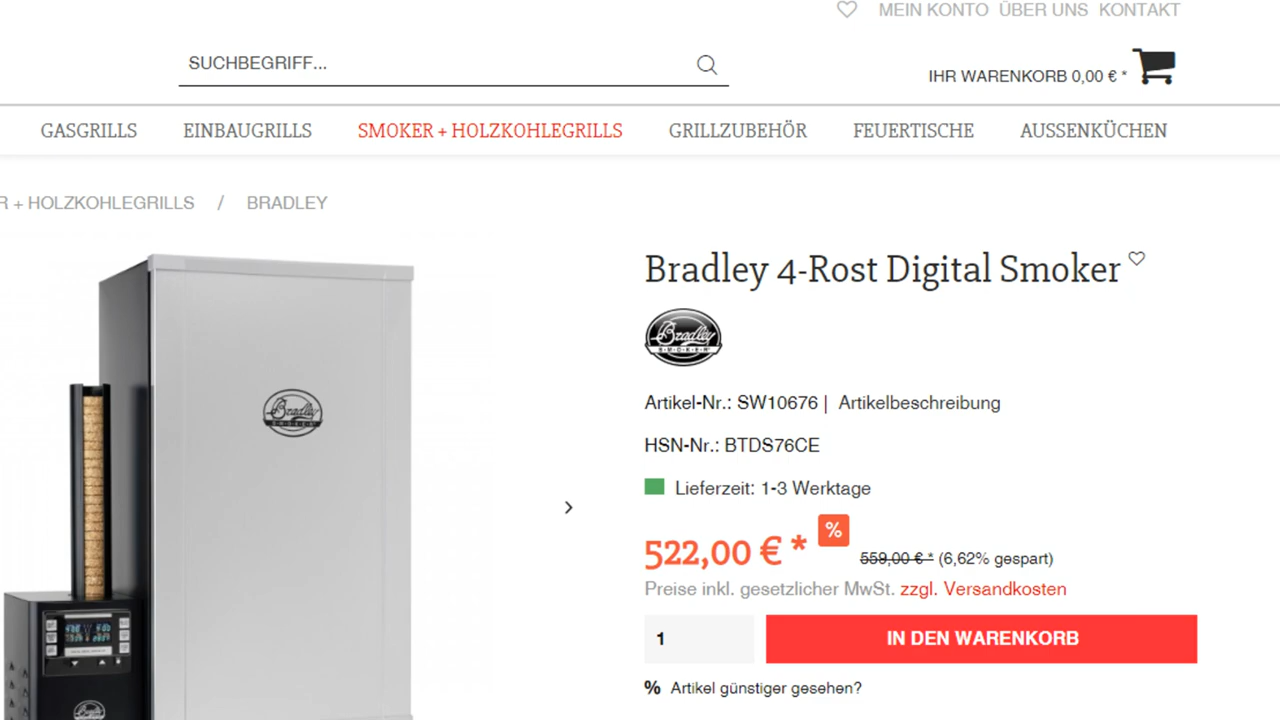 MEIN KONTO ÜBER UNS KONTAKT
SUCHBEGRIFF...
IHR WARENKORB 0,00 € *
GASGRILLS EINBAUGRILLS SMOKER + HOLZKOHLEGRILLS GRILLZUBEHÖR FEUERTISCHE AUSSENKÜCHEN
R + HOLZKOHLEGRILLS / BRADLEY
Bradley 4-Rost Digital Smoker
Bradley
SMOKER
Bradley
SMOKER
Artikel-Nr.: SW10676 | Artikelbeschreibung
HSN-Nr.: BTDS76CE
Lieferzeit: 1-3 Werktage
522,00 € * %
559,00 € * (6,62% gespart)
Preise inkl. gesetzlicher MwSt. zzgl. Versandkosten
1 IN DEN WARENKORB
% Artikel günstiger gesehen?
Bradley